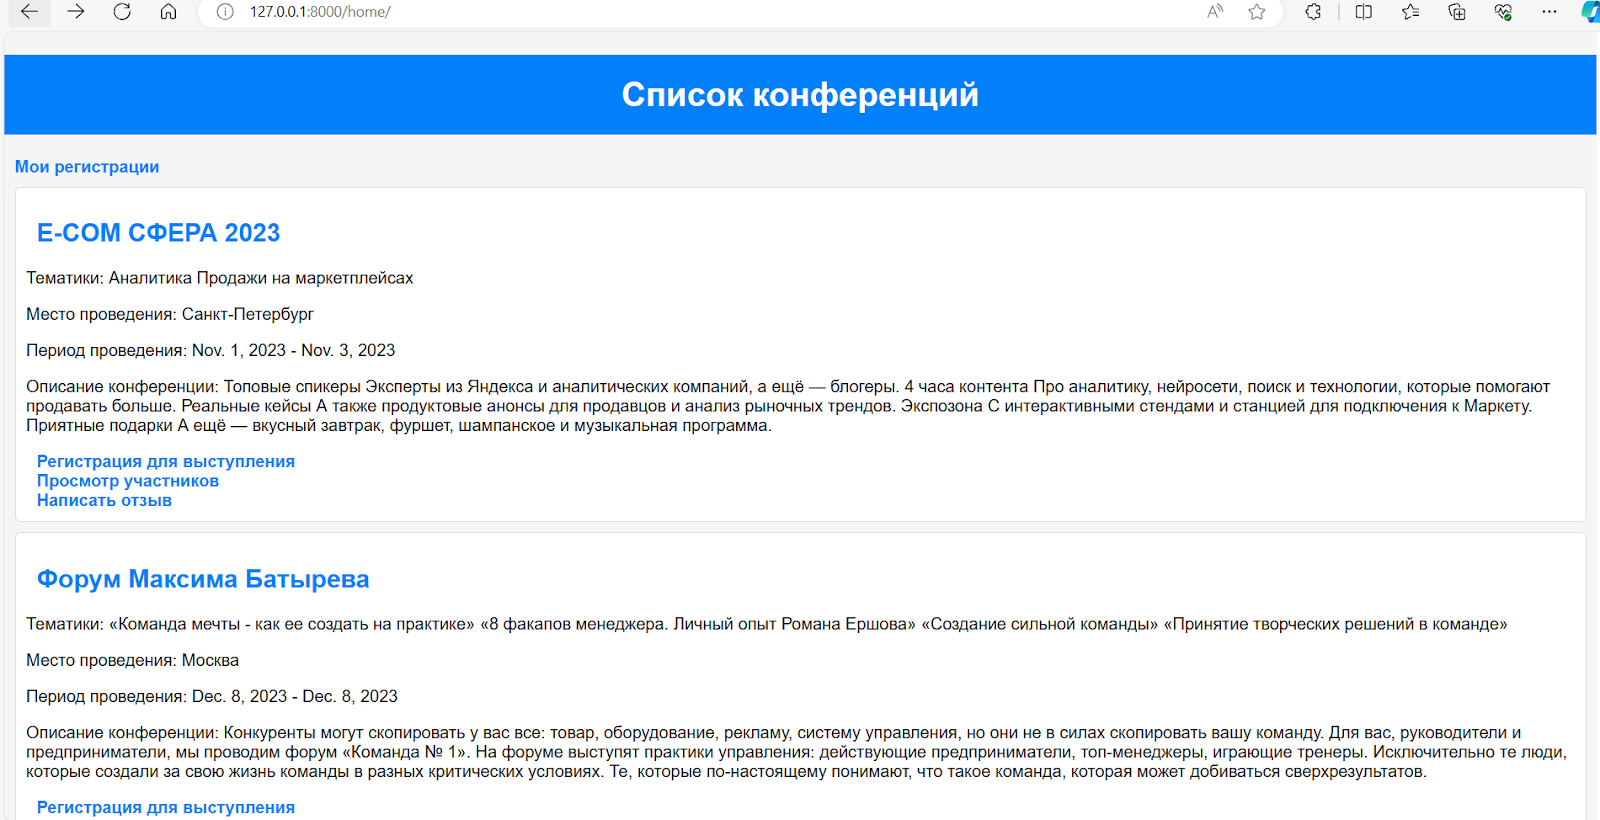 127.0.0.1:8000/home/
Список конференций
Мои регистрации
E-COM СФЕРА 2023
Тематики: Аналитика Продажи на маркетплейсах
Место проведения: Санкт-Петербург
Период проведения: Nov. 1, 2023 - Nov. 3, 2023
Описание конференции: Топовые спикеры Эксперты из Яндекса и аналитических компаний, а ещё — блогеры. 4 часа контента Про аналитику, нейросети, поиск и технологии, которые помогают
продавать больше. Реальные кейсы А также продуктовые анонсы для продавцов и анализ рыночных трендов. Экспозона С интерактивными стендами и станцией для подключения к Маркету.
Приятные подарки А ещё — вкусный завтрак, фуршет, шампанское и музыкальная программа.
Регистрация для выступления
Просмотр участников
Написать отзыв
Форум Максима Батырева
Тематики: «Команда мечты - как ее создать на практике» «8 факапов менеджера. Личный опыт Романа Ершова» «Создание сильной команды» «Принятие творческих решений в команде»
Место проведения: Москва
Период проведения: Dec. 8, 2023 - Dec. 8, 2023
Описание конференции: Конкуренты могут скопировать у вас все: товар, оборудование, рекламу, систему управления, но они не в силах скопировать вашу команду. Для вас, руководители и
предприниматели, мы проводим форум «Команда № 1». На форуме выступят практики управления: действующие предприниматели, топ-менеджеры, играющие тренеры. Исключительно те люди,
которые создали за свою жизнь команды в разных критических условиях. Те, которые по-настоящему понимают, что такое команда, которая может добиваться сверхрезультатов.
Регистрация для выступления